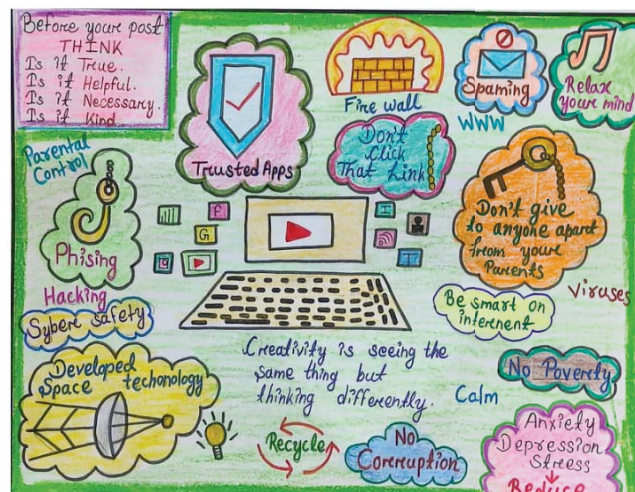 Before your post
THINK
Is it True.
Is it Helpful.
Is it Necessary.
Is it Kind
Trusted Apps
Fire wall
Spaming
WWW
Relax
your mind
Don't
Click
That Link
Parental
Control
Phising
Hacking
Sybere safety
G
Don't give
to anyone apart
from your
Parents
Viruses
Be smart on
internent
Developed
Space techonology
Creativity is seeing the
same thing but
thinking differently.
Calm
No Poverty
Recycle
No
Corcruption
Anxiety
Depression
Stress
Reduce